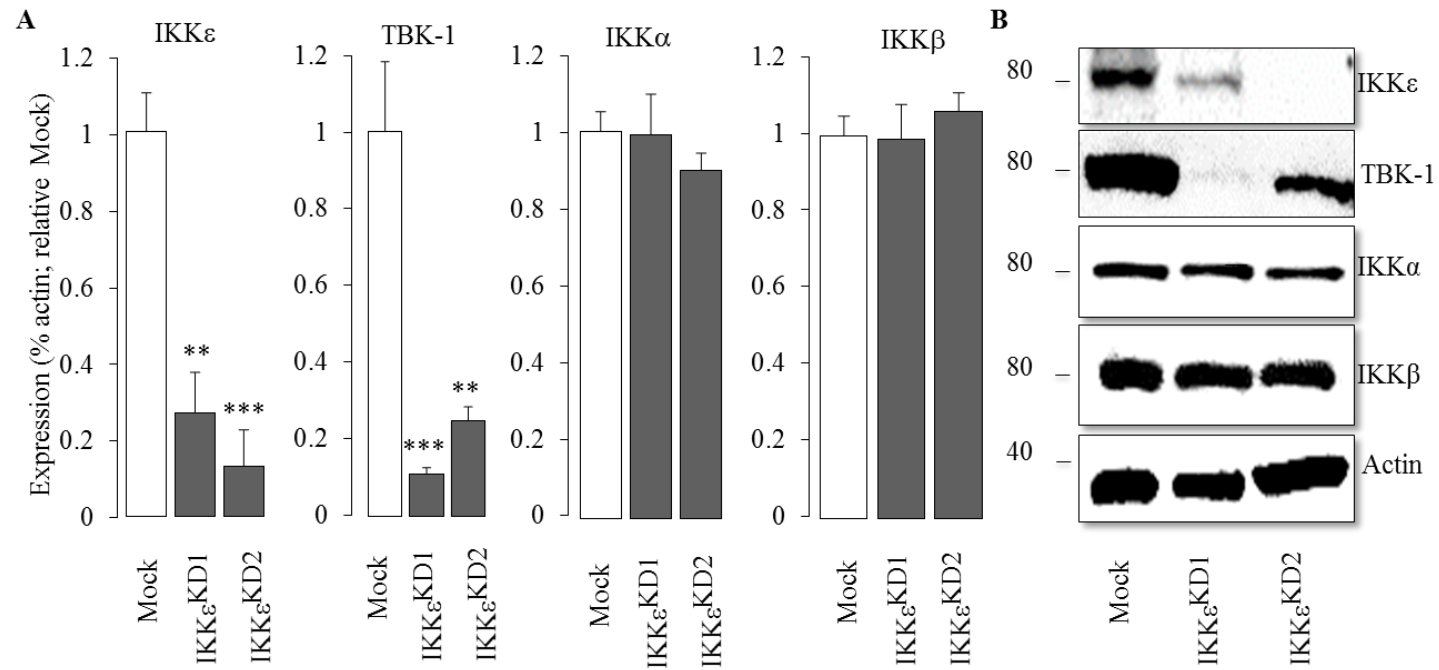 A
B
IKKε
TBK-1
IKKα
IKKβ
Expression (% actin; relative Mock)
1.2
1
0.8
0.6
0.4
0.2
0
**
***
Mock
IKKεKD1
IKKεKD2
1.2
1
0.8
0.6
0.4
0.2
0
***
**
Mock
IKKεKD1
IKKεKD2
1.2
1
0.8
0.6
0.4
0.2
0
Mock
IKKεKD1
IKKεKD2
1.2
1
0.8
0.6
0.4
0.2
0
Mock
IKKεKD1
IKKεKD2
80 – IKKε
80 – TBK-1
80 – IKKα
80 – IKKβ
40 – Actin
Mock
IKKεKD1
IKKεKD2